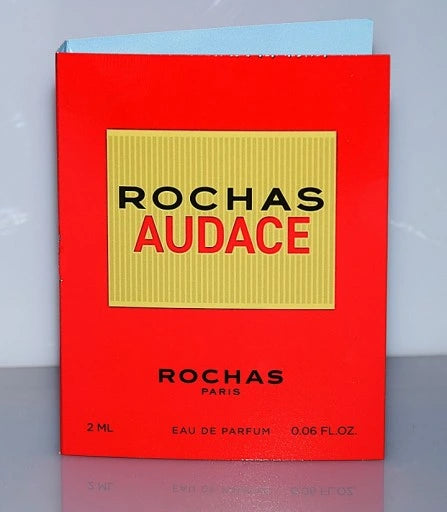 ROCHAS
AUDACE
ROCHAS
PARIS
2 ML EAU DE PARFUM 0.06 FL.OZ.